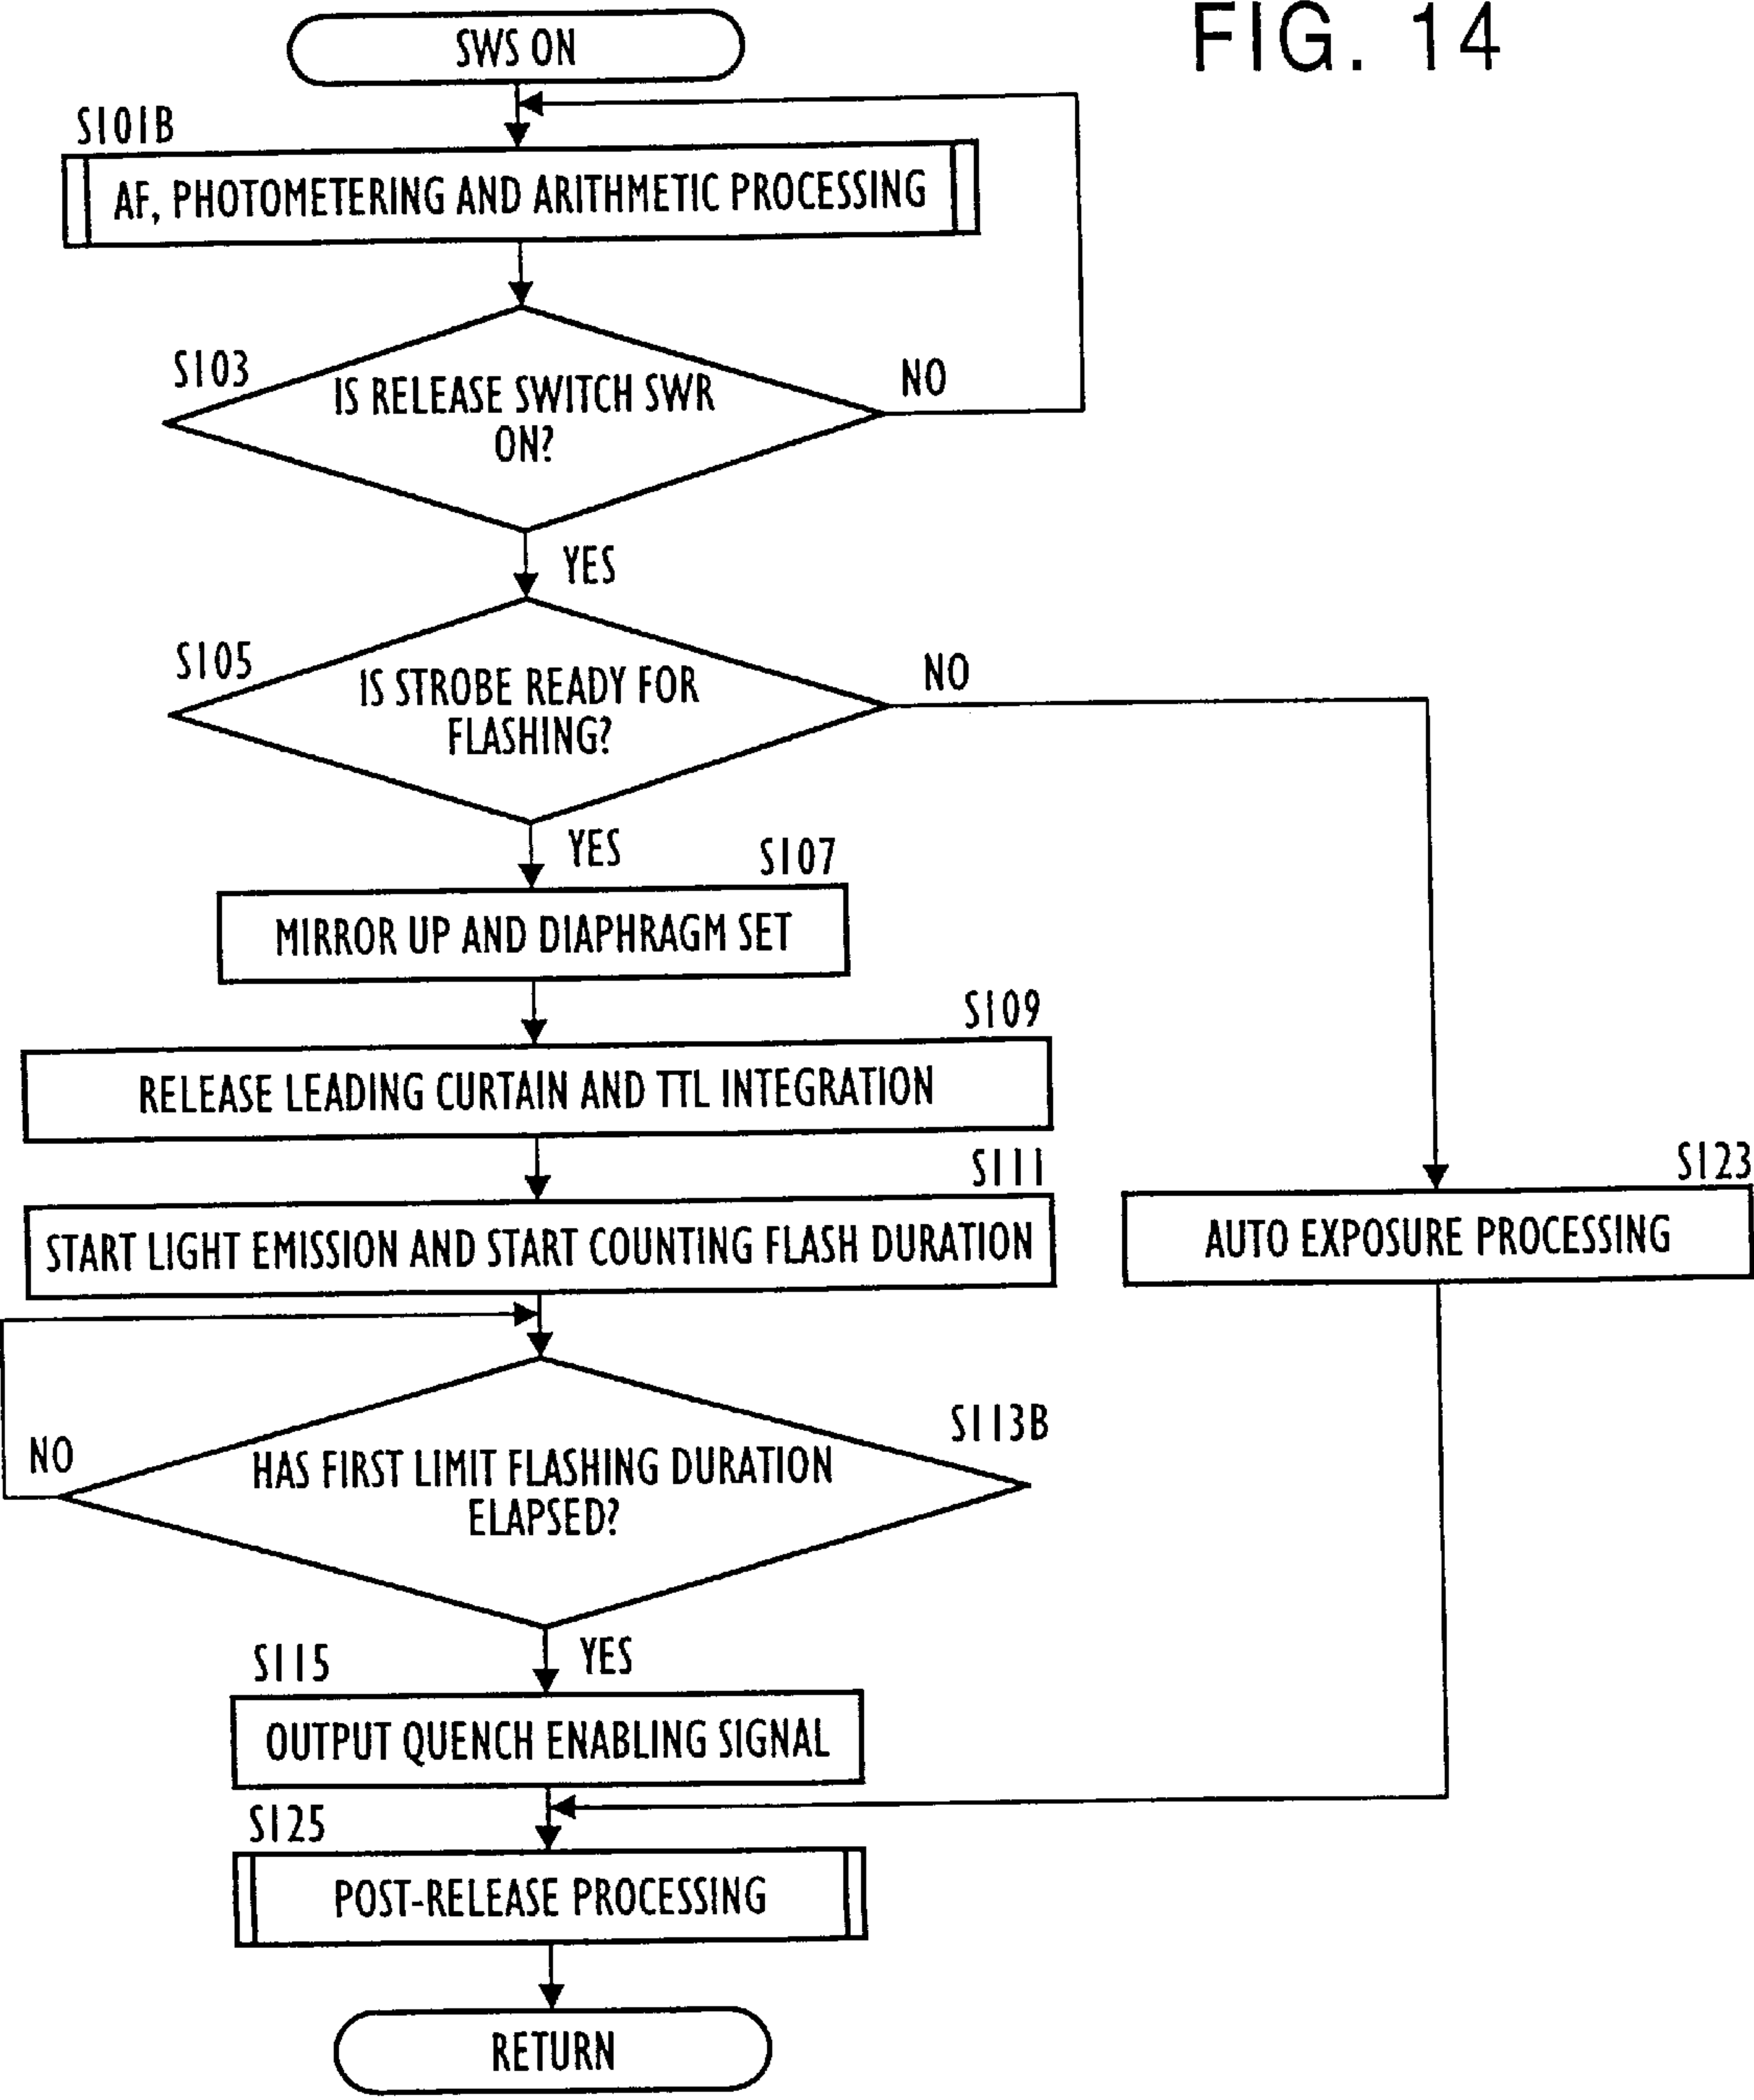 FIG. 14
SWS ON
S101B
AF, PHOTOMETERING AND ARITHMETIC PROCESSING
S103
IS RELEASE SWITCH SWR
ON?
NO
YES
S105
IS STROBE READY FOR
FLASHING?
NO
YES
S107
MIRROR UP AND DIAPHRAGM SET
S109
RELEASE LEADING CURTAIN AND TTL INTEGRATION
S111
START LIGHT EMISSION AND START COUNTING FLASH DURATION
S123
AUTO EXPOSURE PROCESSING
S113B
NO
HAS FIRST LIMIT FLASHING DURATION
ELAPSED?
YES
S115
OUTPUT QUENCH ENABLING SIGNAL
S125
POST-RELEASE PROCESSING
RETURN